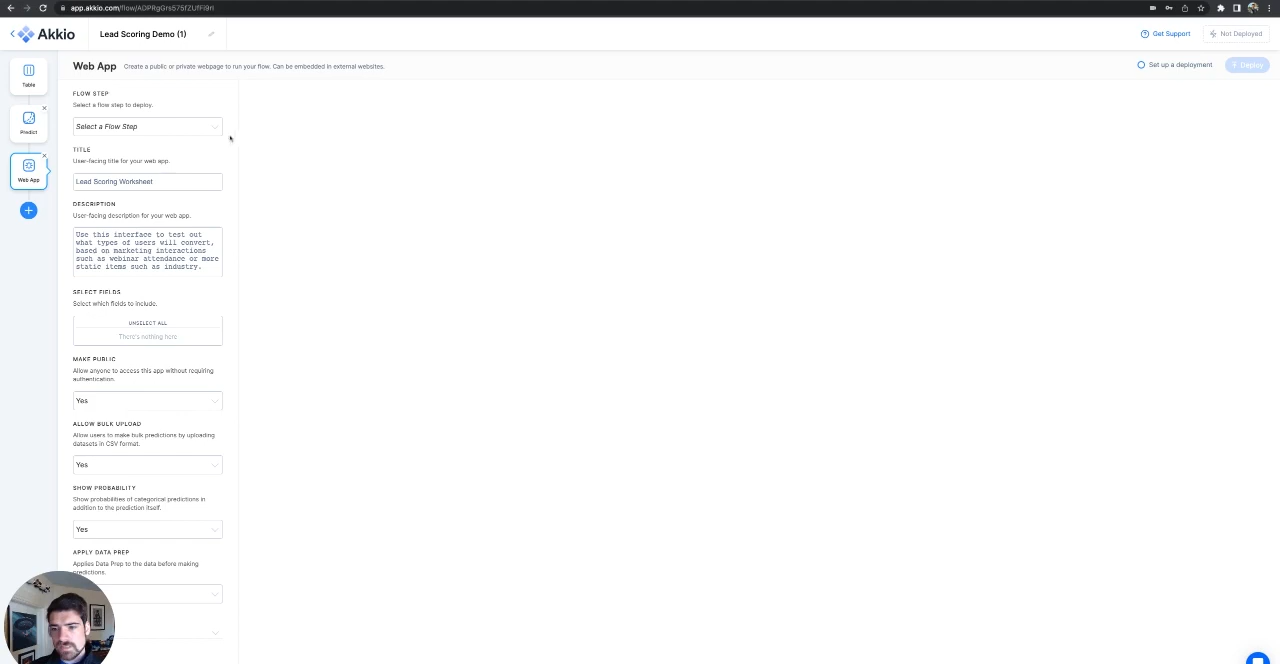 app.akkio.com/flow/ADPRgGrs575fZUfFI9rI
Akkio
Lead Scoring Demo (1)
Get Support
Not Deployed
Table
Predict
Web App
Web App
Create a public or private webpage to run your flow. Can be embedded in external websites.
Set up a deployment
Deploy
FLOW STEP
Select a flow step to deploy.
Select a Flow Step
TITLE
User-facing title for your web app.
Lead Scoring Worksheet
DESCRIPTION
User-facing description for your web app.
Use this interface to test out
what types of users will convert,
based on marketing interactions
such as webinar attendance or more
static items such as industry.
SELECT FIELDS
Select which fields to include.
UNSELECT ALL
There's nothing here
MAKE PUBLIC
Allow anyone to access this app without requiring
authentication.
Yes
ALLOW BULK UPLOAD
Allow users to make bulk predictions by uploading
datasets in CSV format.
Yes
SHOW PROBABILITY
Show probabilities of categorical predictions in
addition to the prediction itself.
Yes
APPLY DATA PREP
Applies Data Prep to the data before making
predictions.